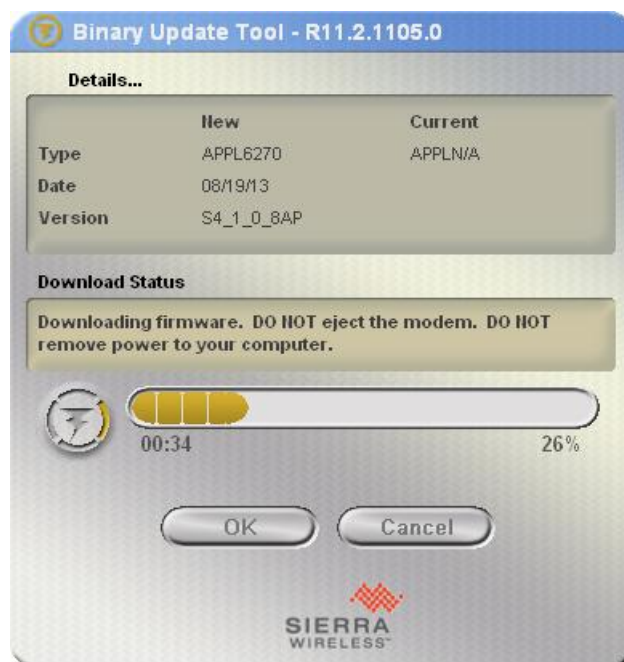 Binary Update Tool - R11.2.1105.0
Details...
New Current
Type APPL6270 APPLN/A
Date 08/19/13
Version S4_1_0_8AP
Download Status
Downloading firmware. DO NOT eject the modem. DO NOT
remove power to your computer.
00:34 26%
OK Cancel
SIERRA
WIRELESS™